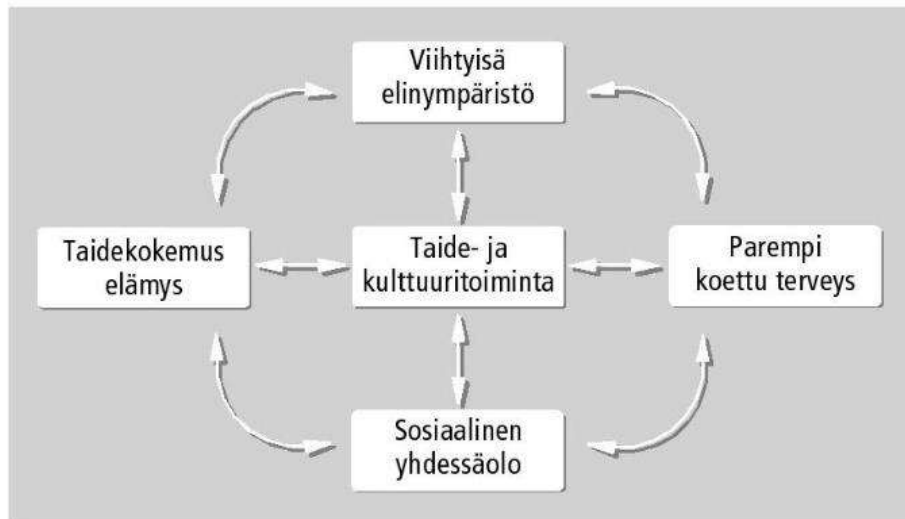 Viihtyisä
elinympäristö
Taidekokemus
elämys
Taide- ja
kulttuuritoiminta
Parempi
koettu terveys
Sosiaalinen
yhdessäolo